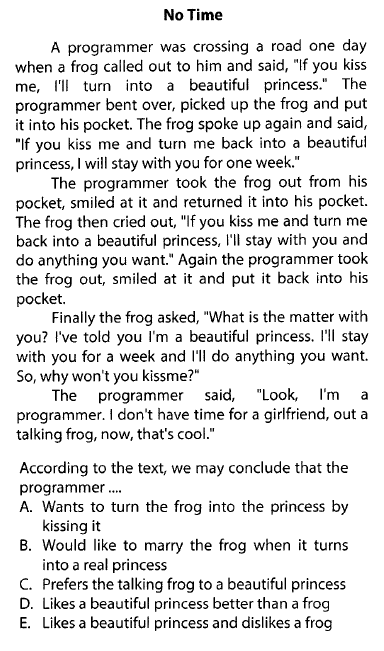 No Time
A programmer was crossing a road one day
when a frog called out to him and said, "If you kiss
me, I'll turn into a beautiful princess." The
programmer bent over, picked up the frog and put
it into his pocket. The frog spoke up again and said,
"If you kiss me and turn me back into a beautiful
princess, I will stay with you for one week."
The programmer took the frog out from his
pocket, smiled at it and returned it into his pocket.
The frog then cried out, "If you kiss me and turn me
back into a beautiful princess, I'll stay with you and
do anything you want." Again the programmer took
the frog out, smiled at it and put it back into his
pocket.
Finally the frog asked, "What is the matter with
you? I've told you I'm a beautiful princess. I'll stay
with you for a week and I'll do anything you want.
So, why won't you kissme?"
The programmer said, "Look, I'm a
programmer. I don't have time for a girlfriend, out a
talking frog, now, that's cool."
According to the text, we may conclude that the
programmer ....
A. Wants to turn the frog into the princess by
kissing it
B. Would like to marry the frog when it turns
into a real princess
C. Prefers the talking frog to a beautiful princess
D. Likes a beautiful princess better than a frog
E. Likes a beautiful princess and dislikes a frog